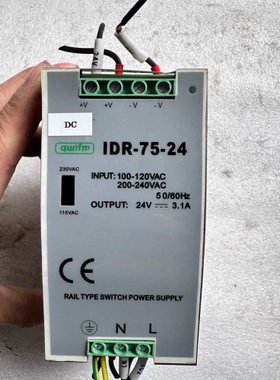 +V +V -V -V
DC
qwifm
IDR-75-24
230VAC
115VAC
INPUT: 100-120VAC
200-240VAC
50/60Hz
OUTPUT: 24V 3.1A
CE
RAIL TYPE SWITCH POWER SUPPLY
N L